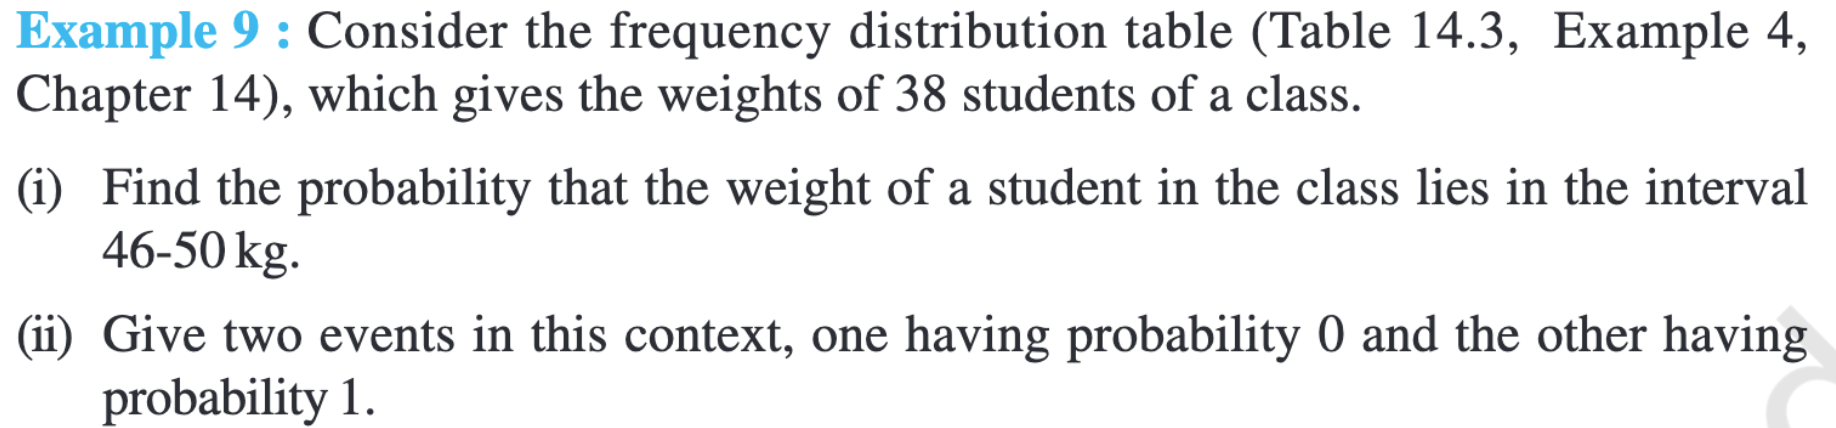 Example 9 : Consider the frequency distribution table (Table 14.3, Example 4,
Chapter 14), which gives the weights of 38 students of a class.
(i) Find the probability that the weight of a student in the class lies in the interval
46-50 kg.
(ii) Give two events in this context, one having probability 0 and the other having
probability 1.